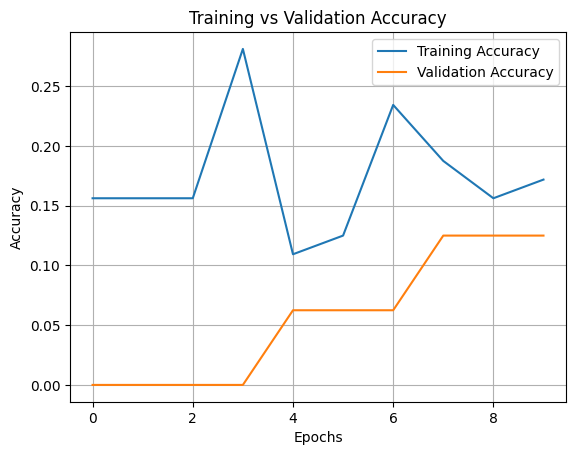 Training vs Validation Accuracy
Training Accuracy
Validation Accuracy
Accuracy
0.25
0.20
0.15
0.10
0.05
0.00
0 2 4 6 8
Epochs